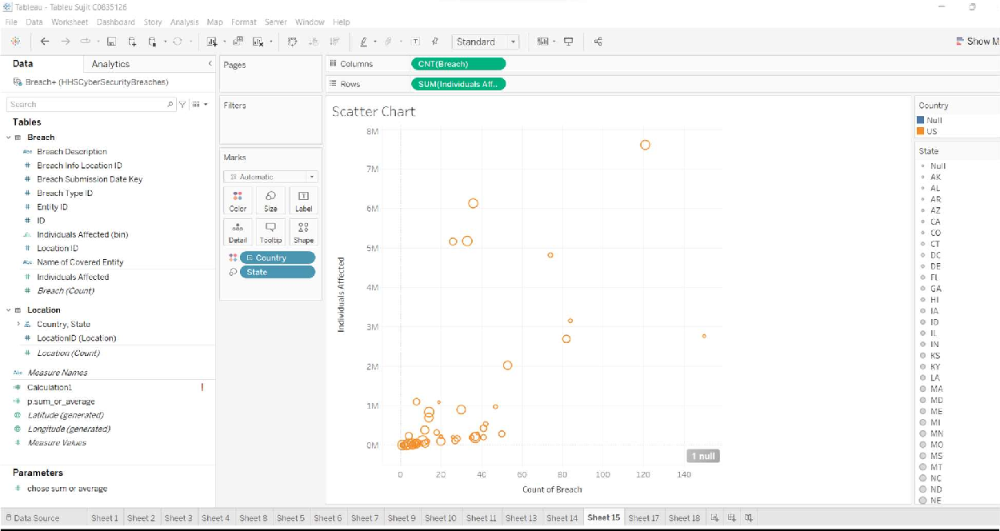 Tableau - Tableu Sujit C0835126
File Data Worksheet Dashboard Story Analysis Map Format Server Window Help
Standard
Show M
Data Analytics
Breach+ (HHSCyberSecurityBreaches)
Search
Tables
Breach
Abc Breach Description
# Breach Info Location ID
# Breach Submission Date Key
# Breach Type ID
# Entity ID
# ID
Individuals Affected (bin)
# Location ID
Abc Name of Covered Entity
# Individuals Affected
# Breach (Count)
Location
Country, State
# LocationID (Location)
# Location (Count)
Abc Measure Names
=# Calculation1 !
=# p.sum_or_average
Latitude (generated)
Longitude (generated)
# Measure Values
Parameters
# chose sum or average
Pages
Filters
Marks
Automatic
Color Size Label
Detail Tooltip Shape
Country
State
Columns CNT(Breach)
Rows SUM(Individuals Aff..
Scatter Chart
8M
7M
6M
5M
4M
3M
2M
1M
0M
Individuals Affected
1 null
0 20 40 60 80 100 120 140
Count of Breach
Country
Null
US
State
Null
AK
AL
AR
AZ
CA
CO
CT
DC
DE
FL
GA
HI
IA
ID
IL
IN
KS
KY
LA
MA
MD
ME
MI
MN
MO
MS
MT
NC
ND
NE
Data Source Sheet 1 Sheet 2 Sheet 3 Sheet 4 Sheet 8 Sheet 5 Sheet 6 Sheet 7 Sheet 9 Sheet 10 Sheet 11 Sheet 13 Sheet 14 Sheet 15 Sheet 17 Sheet 18